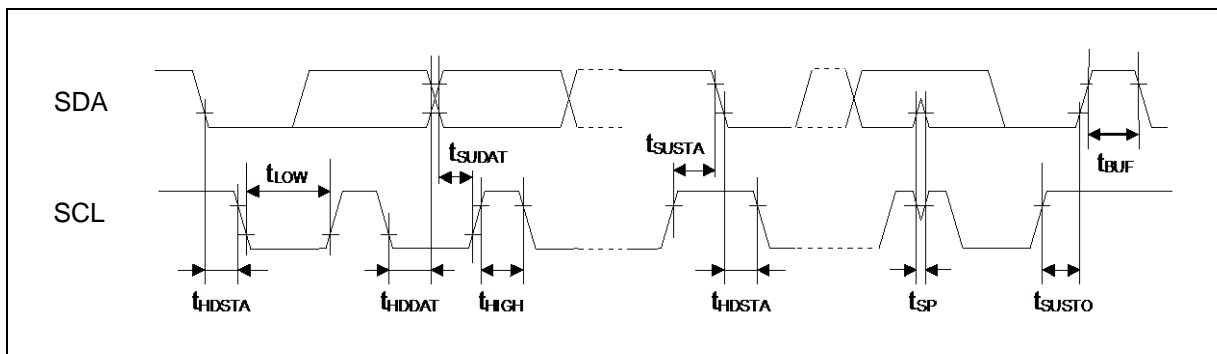 SDA
tSUDAT
tSUSTA
tBUF
tLOW
SCL
tHDSTA
tHDDAT
tHIGH
tHDSTA
tSP
tSUSTO